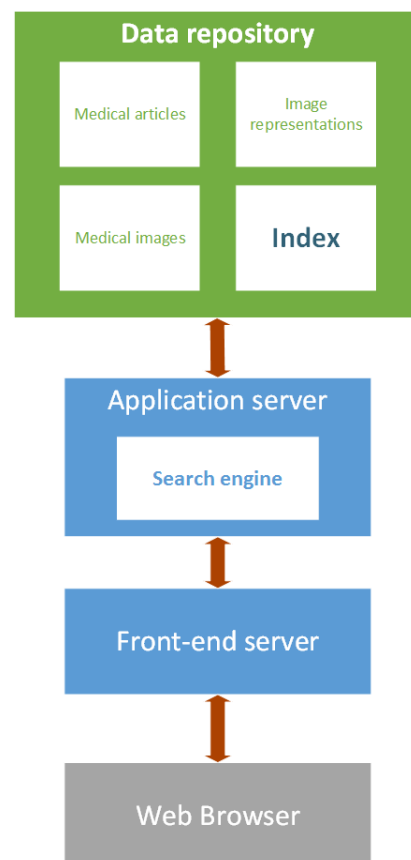 Data repository
Medical articles
Image
representations
Medical images
Index
Application server
Search engine
Front-end server
Web Browser